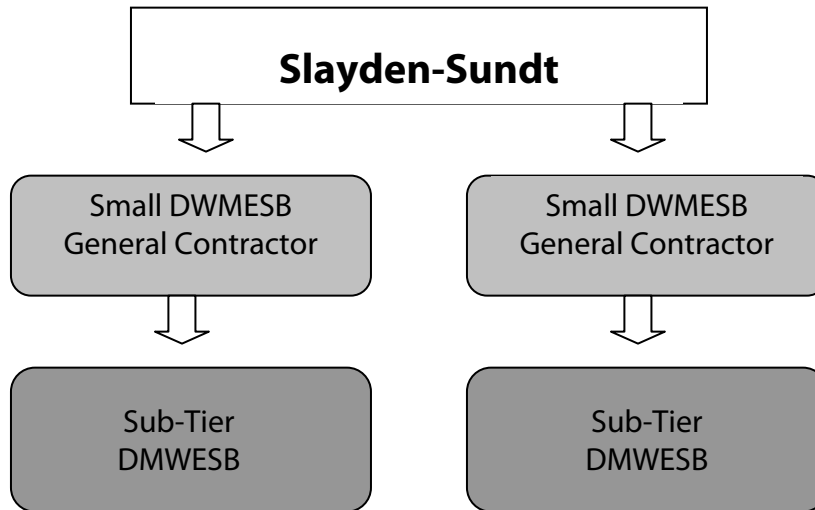 Slayden-Sundt
Small DWMESB
General Contractor
Small DWMESB
General Contractor
Sub-Tier
DMWESB
Sub-Tier
DMWESB